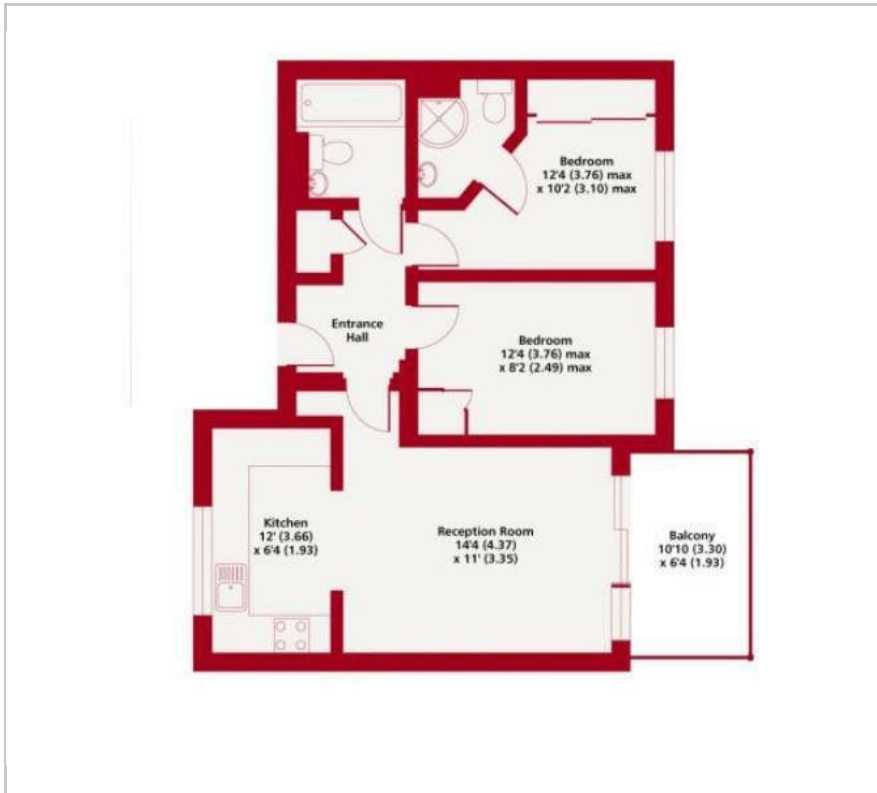 Bedroom
12'4 (3.76) max
x 10'2 (3.10) max
Entrance
Hall
Bedroom
12'4 (3.76) max
x 8'2 (2.49) max
Kitchen
12' (3.66)
x 6'4 (1.93)
Reception Room
14'4 (4.37)
x 11' (3.35)
Balcony
10'10 (3.30)
x 6'4 (1.93)